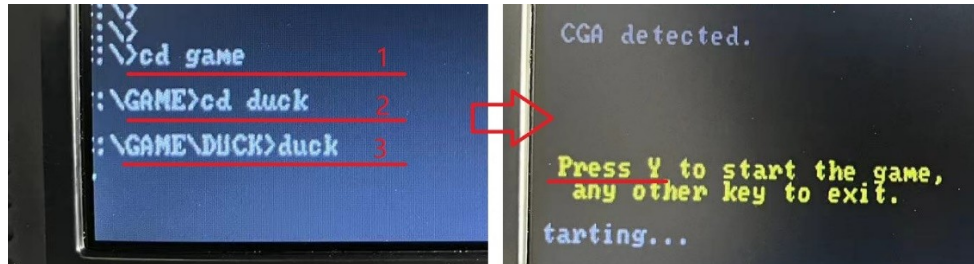 :\>
:\>
:\>cd game 1
:\GAME>cd duck 2
:\GAME\DUCK>duck 3
CGA detected.
Press Y to start the game,
any other key to exit.
tarting...